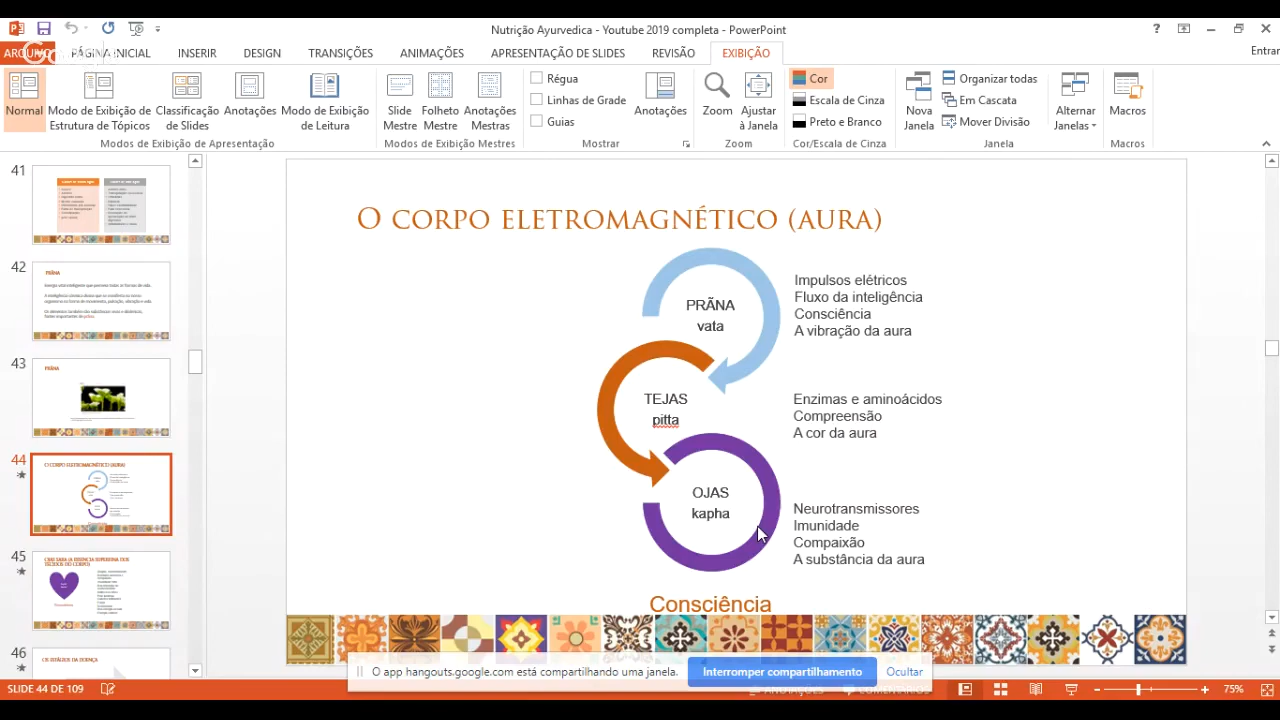 Nutrição Ayurvedica - Youtube 2019 completa - PowerPoint
ARQUIVO PÁGINA INICIAL INSERIR DESIGN TRANSIÇÕES ANIMAÇÕES APRESENTAÇÃO DE SLIDES REVISÃO EXIBIÇÃO Entrar
Normal
Modo de Exibição de Estrutura de Tópicos
Classificação de Slides
Anotações
Modo de Exibição de Leitura
Modos de Exibição de Apresentação
Slide Mestre
Folheto Mestre
Anotações Mestras
Modos de Exibição Mestres
Régua
Linhas de Grade
Guias
Anotações
Mostrar
Zoom
Ajustar à Janela
Zoom
Cor
Escala de Cinza
Preto e Branco
Cor/Escala de Cinza
Nova Janela
Organizar todas
Em Cascata
Mover Divisão
Alternar Janelas
Janela
Macros
Macros
41
42
PRÃNA
43
PRÃNA
44
O CORPO ELETROMAGNÉTICO (AURA)
45
46
OS ESTÁGIOS DA DOENÇA
O CORPO ELETROMAGNÉTICO (AURA)
PRÃNA
vata
Impulsos elétricos
Fluxo da inteligência
Consciência
A vibração da aura
TEJAS
pitta
Enzimas e aminoácidos
Compreensão
A cor da aura
OJAS
kapha
Neurotransmissores
Imunidade
Compaixão
A substância da aura
Consciência
O app hangouts.google.com está compartilhando uma janela. Interromper compartilhamento Ocultar
SLIDE 44 DE 109 ANOTAÇÕES COMENTÁRIOS 75%